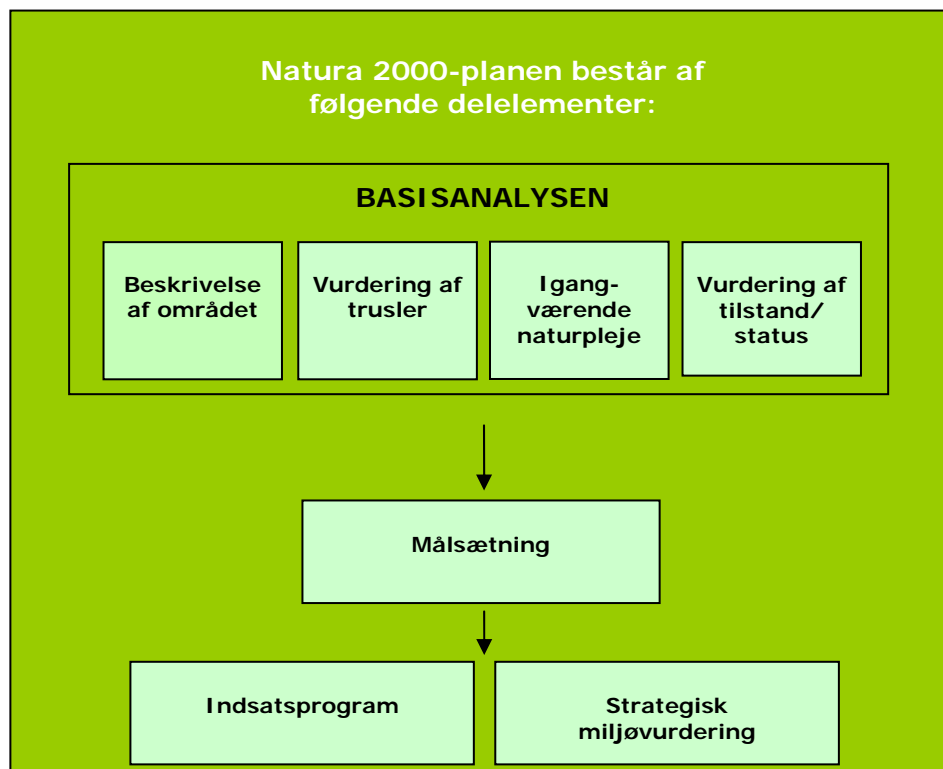 Natura 2000-planen består af
følgende delelementer:
BASISANALYSEN
Beskrivelse
af området
Vurdering af
trusler
Igang-
værende
naturpleje
Vurdering af
tilstand/
status
Målsætning
Indsatsprogram
Strategisk
miljøvurdering